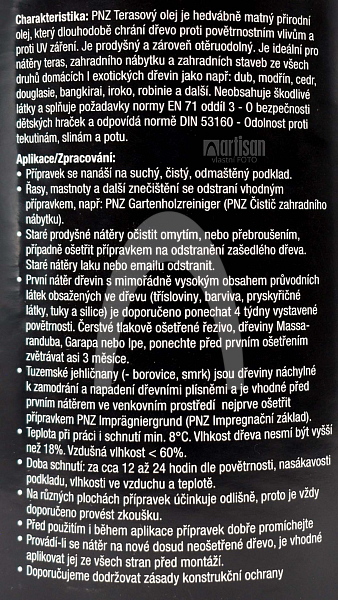 Charakteristika: PNZ Terasový olej je hedvábně matný přírodní
olej, který dlouhodobě chrání dřevo proti povětrnostním vlivům a
proti UV záření. Je prodyšný a zároveň otěruodolný. Je ideální pro
nátěry teras, zahradního nábytku a zahradních staveb ze všech
druhů domácích I exotických dřevin jako např: dub, modřín, cedr,
douglasie, bangkirai, iroko, robinie a další. Neobsahuje škodlivé
látky a splňuje požadavky normy EN 71 oddíl 3 - O bezpečnosti
dětských hraček a odpovídá normě DIN 53160 - Odolnost proti
tekutinám, slinám a potu.
artisan
vlastní FOTO
Aplikace/Zpracování:
• Přípravek se nanáší na suchý, čistý, odmaštěný podklad.
• Řasy, mastnoty a další znečištění se odstraní vhodným
přípravkem, např: PNZ Gartenholzreiniger (PNZ Čistič zahradního
nábytku).
• Staré prodyšné nátěry očistit omytím, nebo přebroušením,
případně ošetřit přípravkem na odstranění zašedlého dřeva.
Staré nátěry laku nebo emailu odstranit.
• První nátěr dřevin s mimořádně vysokým obsahem průvodních
látek obsažených ve dřevu (třísloviny, barviva, pryskyřičné
látky, tuky a silice) je doporučeno ponechat 4 týdny vystavené
povětrnosti. Čerstvé tlakově ošetřené řezivo, dřeviny Massa-
randuba, Garapa nebo Ipe, ponechte před prvním ošetřením
zvětrávat asi 3 měsíce.
• Tuzemské jehličnany (- borovice, smrk) jsou dřeviny náchylné
k zamodrání a napadení dřevními plísněmi a je vhodné před
prvním nátěrem ve venkovním prostředí nejprve ošetřit
přípravkem PNZ Imprägniergrund (PNZ Impregnační základ).
• Teplota při práci i schnutí min. 8°C. Vlhkost dřeva nesmí být vyšší
než 18%. Vzdušná vlhkost < 60%.
• Doba schnutí: za cca 12 až 24 hodin dle povětrnosti, nasákavosti
podkladu, vlhkosti ve vzduchu a teplotě.
• Na různých plochách přípravek účinkuje odlišně, proto je vždy
doporučeno provést zkoušku.
• Před použitím i během aplikace přípravek dobře promíchejte
• Provádí-li se nátěr na nové dosud neošetřené dřevo, je vhodné
aplikovat jej ze všech stran před montáží.
• Doporučujeme dodržovat zásady konstrukční ochrany